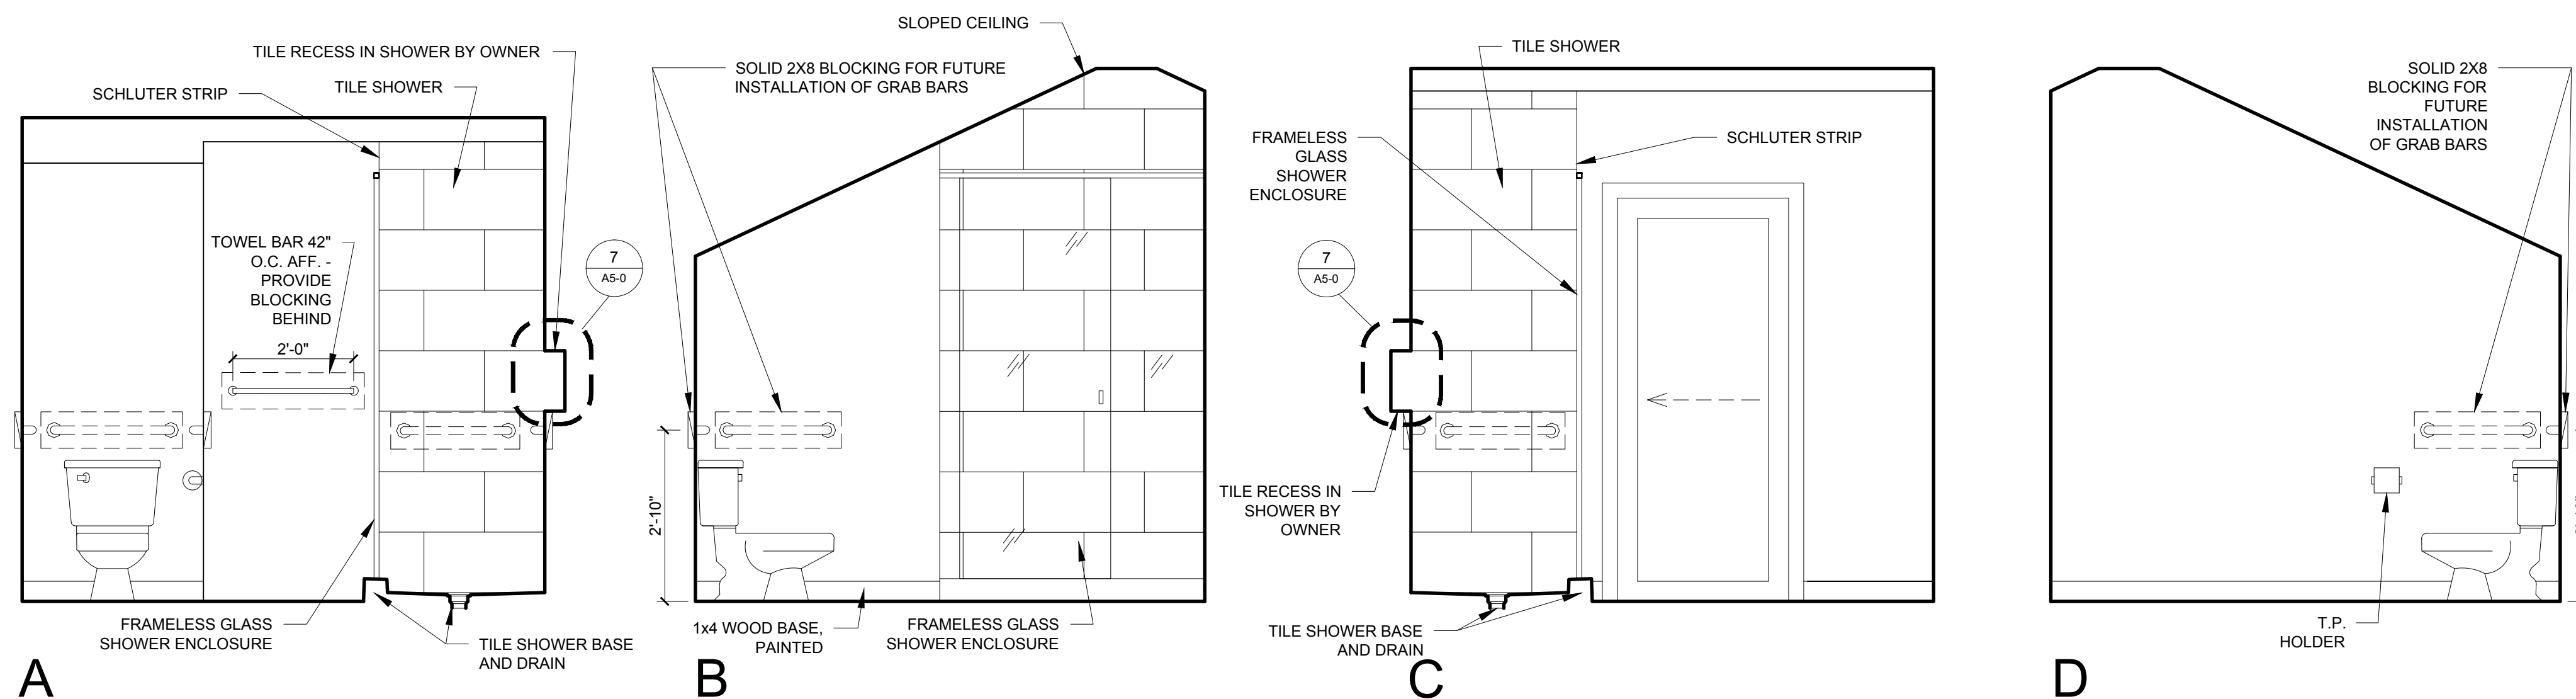 TILE RECESS IN SHOWER BY OWNER
TILE SHOWER
SCHLUTER STRIP
TOWEL BAR 42"
O.C. AFF. -
PROVIDE
BLOCKING
BEHIND
2'-0"
7
A5-0
FRAMELESS GLASS
SHOWER ENCLOSURE
TILE SHOWER BASE
AND DRAIN
A
SLOPED CEILING
SOLID 2X8 BLOCKING FOR FUTURE
INSTALLATION OF GRAB BARS
2'-10"
1x4 WOOD BASE,
PAINTED
FRAMELESS GLASS
SHOWER ENCLOSURE
B
TILE SHOWER
FRAMELESS
GLASS
SHOWER
ENCLOSURE
SCHLUTER STRIP
7
A5-0
TILE RECESS IN
SHOWER BY
OWNER
TILE SHOWER BASE
AND DRAIN
C
SOLID 2X8
BLOCKING FOR
FUTURE
INSTALLATION
OF GRAB BARS
T.P.
HOLDER
D